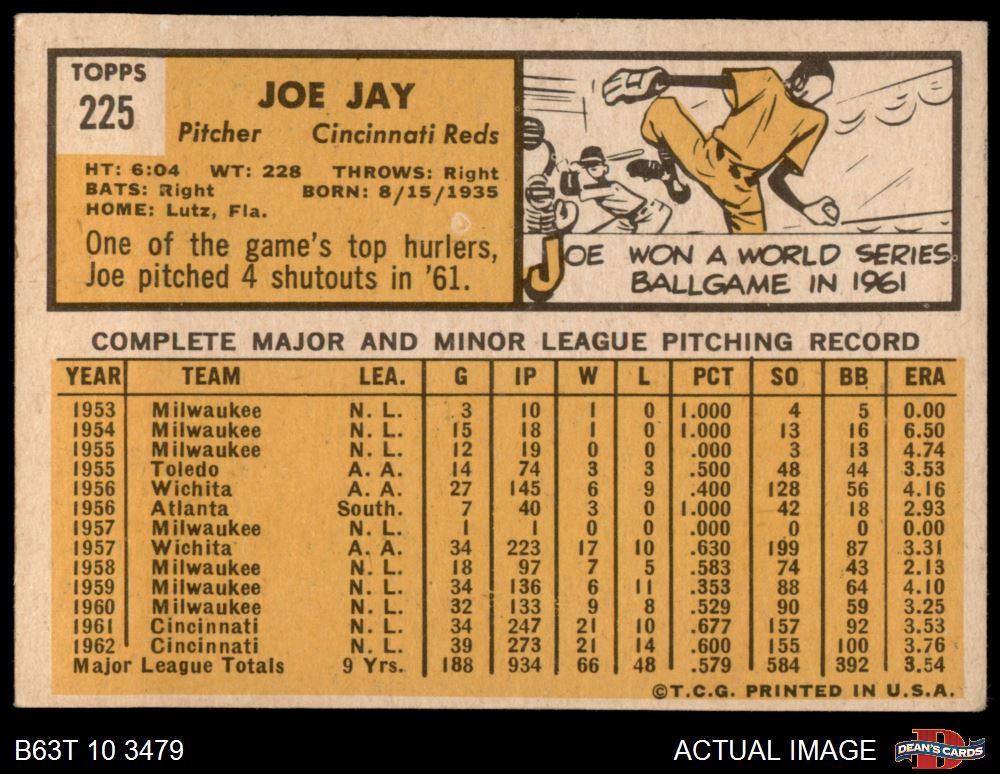 TOPPS
225
JOE JAY
Pitcher Cincinnati Reds
HT: 6:04 WT: 228 THROWS: Right
BATS: Right BORN: 8/15/1935
HOME: Lutz, Fla.
One of the game's top hurlers,
Joe pitched 4 shutouts in '61.
JOE WON A WORLD SERIES
BALLGAME IN 1961
COMPLETE MAJOR AND MINOR LEAGUE PITCHING RECORD
YEAR TEAM LEA. G IP W L PCT SO BB ERA
1953 Milwaukee N. L. 3 10 1 0 1.000 4 5 0.00
1954 Milwaukee N. L. 15 18 1 0 1.000 13 16 6.50
1955 Milwaukee N. L. 12 19 0 0 .000 3 13 4.74
1955 Toledo A. A. 14 74 3 3 .500 48 44 3.53
1956 Wichita A. A. 27 145 6 9 .400 128 56 4.16
1956 Atlanta South. 7 40 3 0 1.000 42 18 2.93
1957 Milwaukee N. L. 1 1 0 0 .000 0 0 0.00
1957 Wichita A. A. 34 223 17 10 .630 199 87 3.31
1958 Milwaukee N. L. 18 97 7 5 .583 74 43 2.13
1959 Milwaukee N. L. 34 136 6 11 .353 88 64 4.10
1960 Milwaukee N. L. 32 133 9 8 .529 90 59 3.25
1961 Cincinnati N. L. 34 247 21 10 .677 157 92 3.53
1962 Cincinnati N. L. 39 273 21 14 .600 155 100 3.76
Major League Totals 9 Yrs. 188 934 66 48 .579 584 392 3.54
©T.C.G. PRINTED IN U.S.A.
B63T 10 3479
ACTUAL IMAGE
DEAN'S CARDS